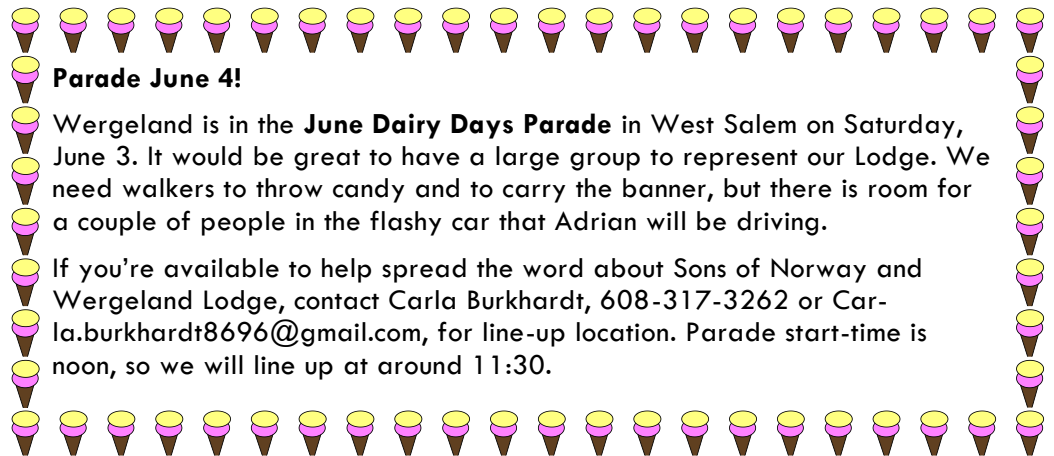 Parade June 4!
Wergeland is in the June Dairy Days Parade in West Salem on Saturday,
June 3. It would be great to have a large group to represent our Lodge. We
need walkers to throw candy and to carry the banner, but there is room for
a couple of people in the flashy car that Adrian will be driving.
If you’re available to help spread the word about Sons of Norway and
Wergeland Lodge, contact Carla Burkhardt, 608-317-3262 or Car-
la.burkhardt8696@gmail.com, for line-up location. Parade start-time is
noon, so we will line up at around 11:30.